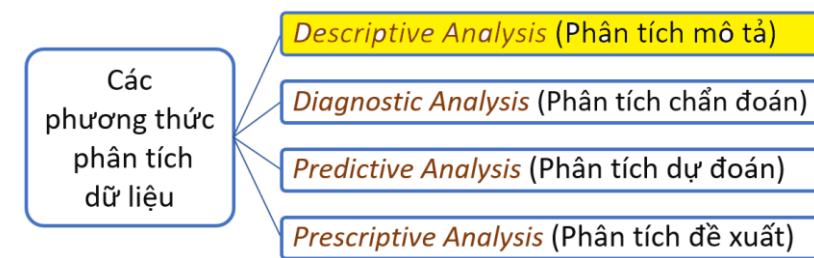 Các
phương thức
phân tích
dữ liệu
Descriptive Analysis (Phân tích mô tả)
Diagnostic Analysis (Phân tích chẩn đoán)
Predictive Analysis (Phân tích dự đoán)
Prescriptive Analysis (Phân tích đề xuất)